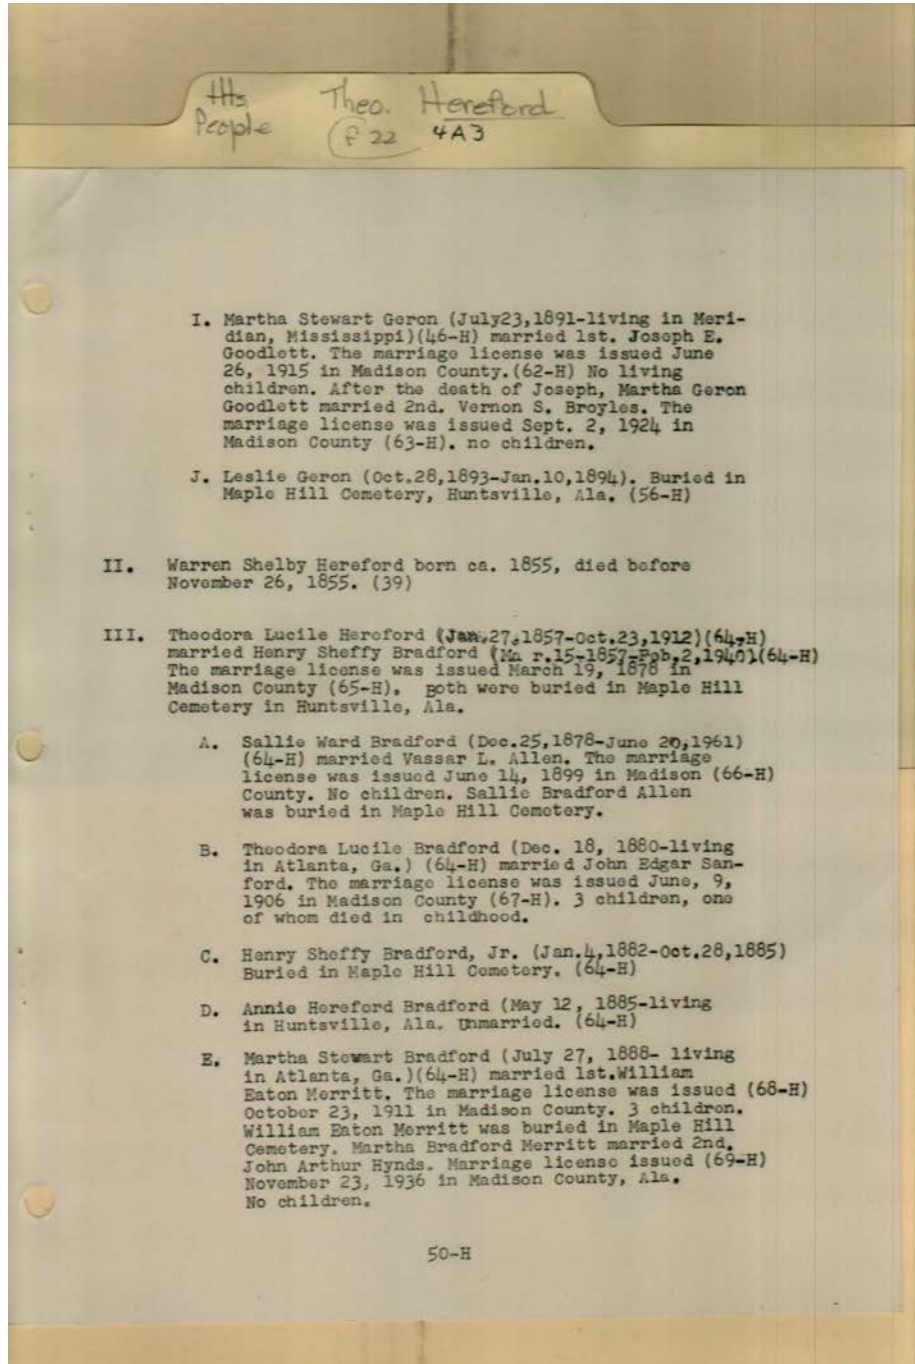 HHs Theo. Hereford
People f 22 4A3
I. Martha Stewart Geron (July23,1891-living in Meri-
dian, Mississippi)(46-H) married 1st. Joseph E.
Goodlett. The marriage license was issued June
26, 1915 in Madison County.(62-H) No living
children. After the death of Joseph, Martha Geron
Goodlett married 2nd. Vernon S. Broyles. The
marriage license was issued Sept. 2, 1924 in
Madison County (63-H). no children.
J. Leslie Geron (Oct.28,1893-Jan.10,1894). Buried in
Maple Hill Cemetery, Huntsville, Ala. (56-H)
II. Warren Shelby Hereford born ca. 1855, died before
November 26, 1855. (39)
III. Theodora Lucile Hereford (Jan.27,1857-Oct.23,1912)(64-H)
married Henry Sheffy Bradford (Ma r.15-1857-Feb,2,1940)(64-H)
The marriage license was issued March 19, 1878 in
Madison County (65-H). Both were buried in Maple Hill
Cemetery in Huntsville, Ala.
A. Sallie Ward Bradford (Dec.25,1878-June 20,1961)
(64-H) married Vassar L. Allen. The marriage
license was issued June 14, 1899 in Madison (66-H)
County. No children. Sallie Bradford Allen
was buried in Maple Hill Cemetery.
B. Theodora Lucile Bradford (Dec. 18, 1880-living
in Atlanta, Ga.) (64-H) married John Edgar San-
ford. The marriage license was issued June, 9,
1906 in Madison County (67-H). 3 children, one
of whom died in childhood.
C. Henry Sheffy Bradford, Jr. (Jan.4,1882-Oct.28,1885)
Buried in Maple Hill Cemetery. (64-H)
D. Annie Hereford Bradford (May 12, 1885-living
in Huntsville, Ala. Unmarried. (64-H)
E. Martha Stewart Bradford (July 27, 1888- living
in Atlanta, Ga.)(64-H) married 1st.William
Eaton Merritt. The marriage license was issued (68-H)
October 23, 1911 in Madison County. 3 children.
William Eaton Merritt was buried in Maple Hill
Cemetery. Martha Bradford Merritt married 2nd.
John Arthur Hynds. Marriage license issued (69-H)
November 23, 1936 in Madison County, Ala.
No children.
50-H